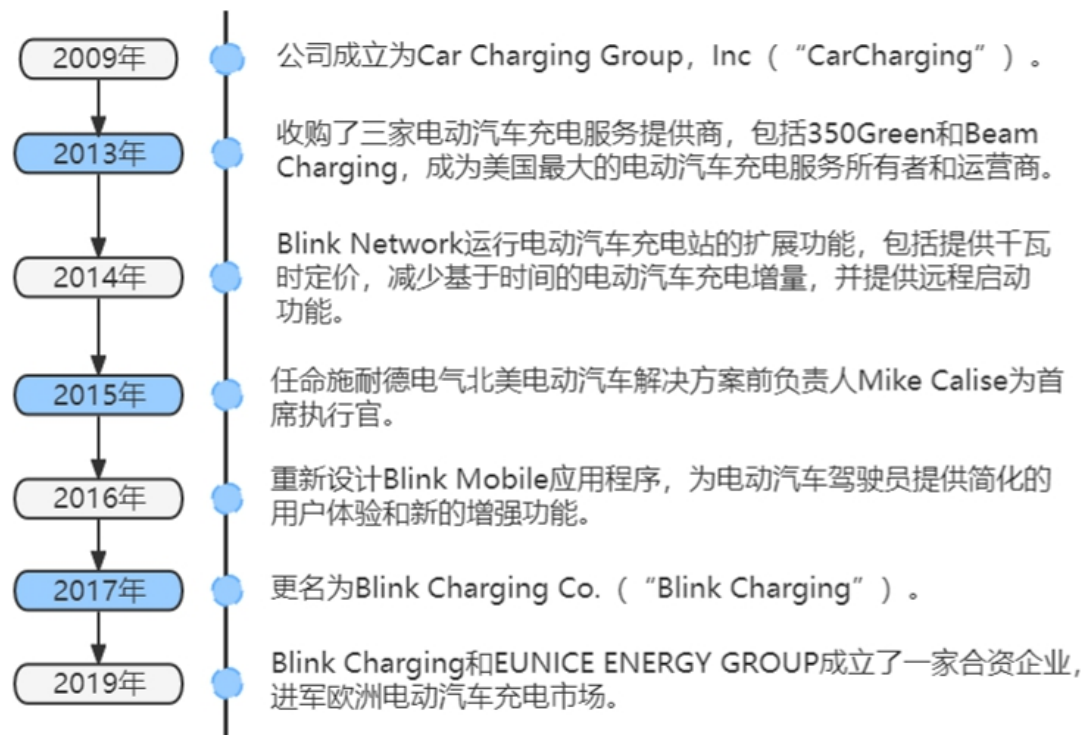 2009年
公司成立为Car Charging Group，Inc（“CarCharging”）。
2013年
收购了三家电动汽车充电服务提供商，包括350Green和Beam
Charging，成为美国最大的电动汽车充电服务所有者和运营商。
2014年
Blink Network运行电动汽车充电站的扩展功能，包括提供千瓦
时定价，减少基于时间的电动汽车充电增量，并提供远程启动
功能。
2015年
任命施耐德电气北美电动汽车解决方案前负责人Mike Calise为首
席执行官。
2016年
重新设计Blink Mobile应用程序，为电动汽车驾驶员提供简化的
用户体验和新的增强功能。
2017年
更名为Blink Charging Co.（“Blink Charging”）。
2019年
Blink Charging和EUNICE ENERGY GROUP成立了一家合资企业，
进军欧洲电动汽车充电市场。